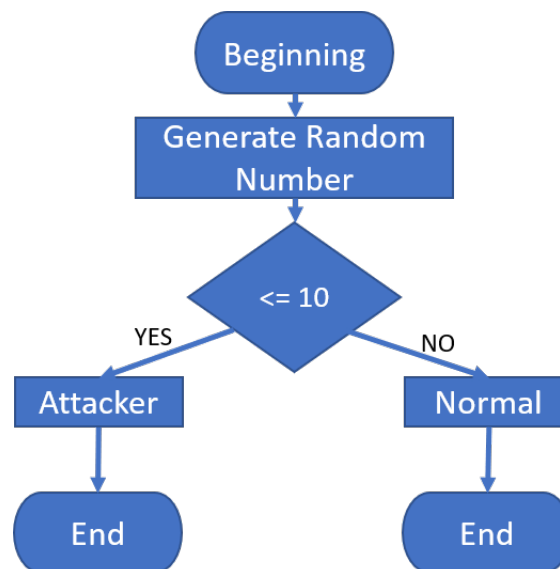 Beginning
Generate Random
Number
<= 10
YES
NO
Attacker
Normal
End
End